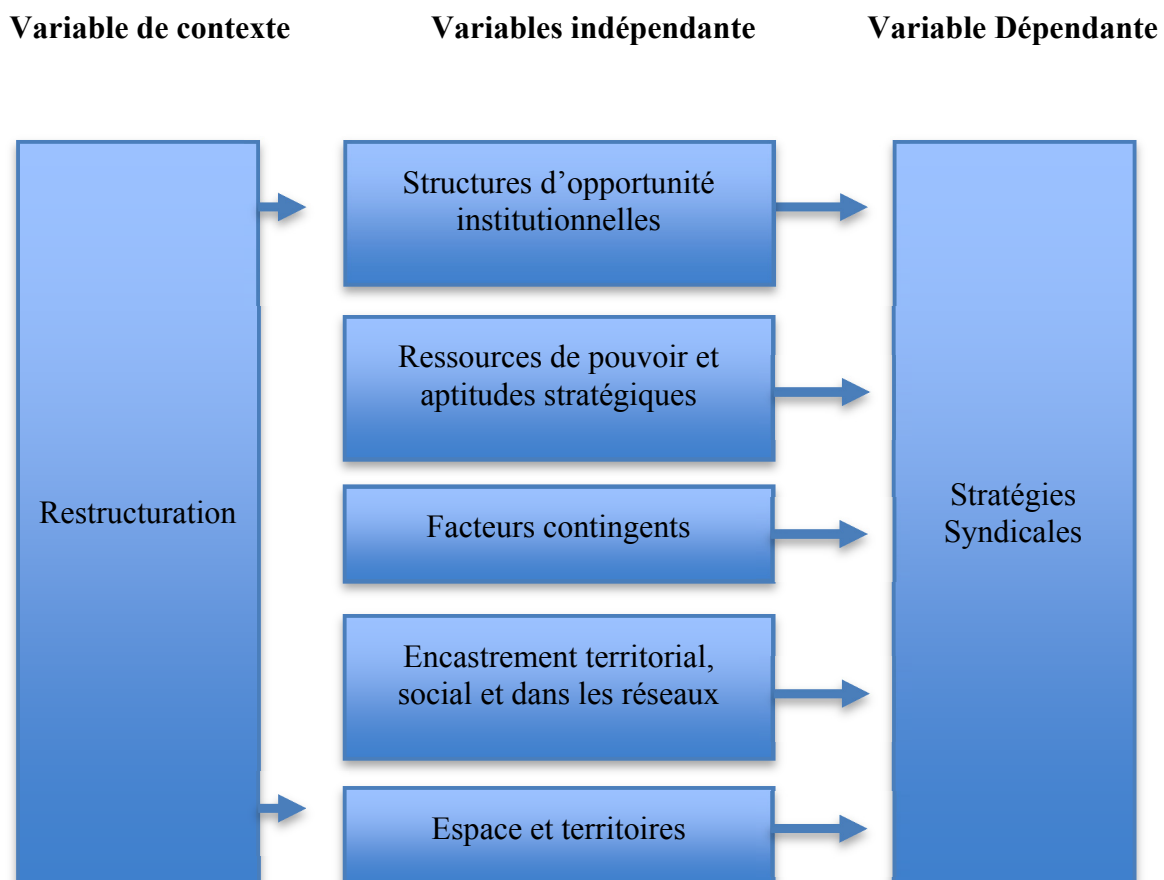 Variable de contexte
Variables indépendante
Variable Dépendante
Structures d’opportunité
institutionnelles
Ressources de pouvoir et
aptitudes stratégiques
Restructuration
Facteurs contingents
Stratégies
Syndicales
Encastrement territorial,
social et dans les réseaux
Espace et territoires